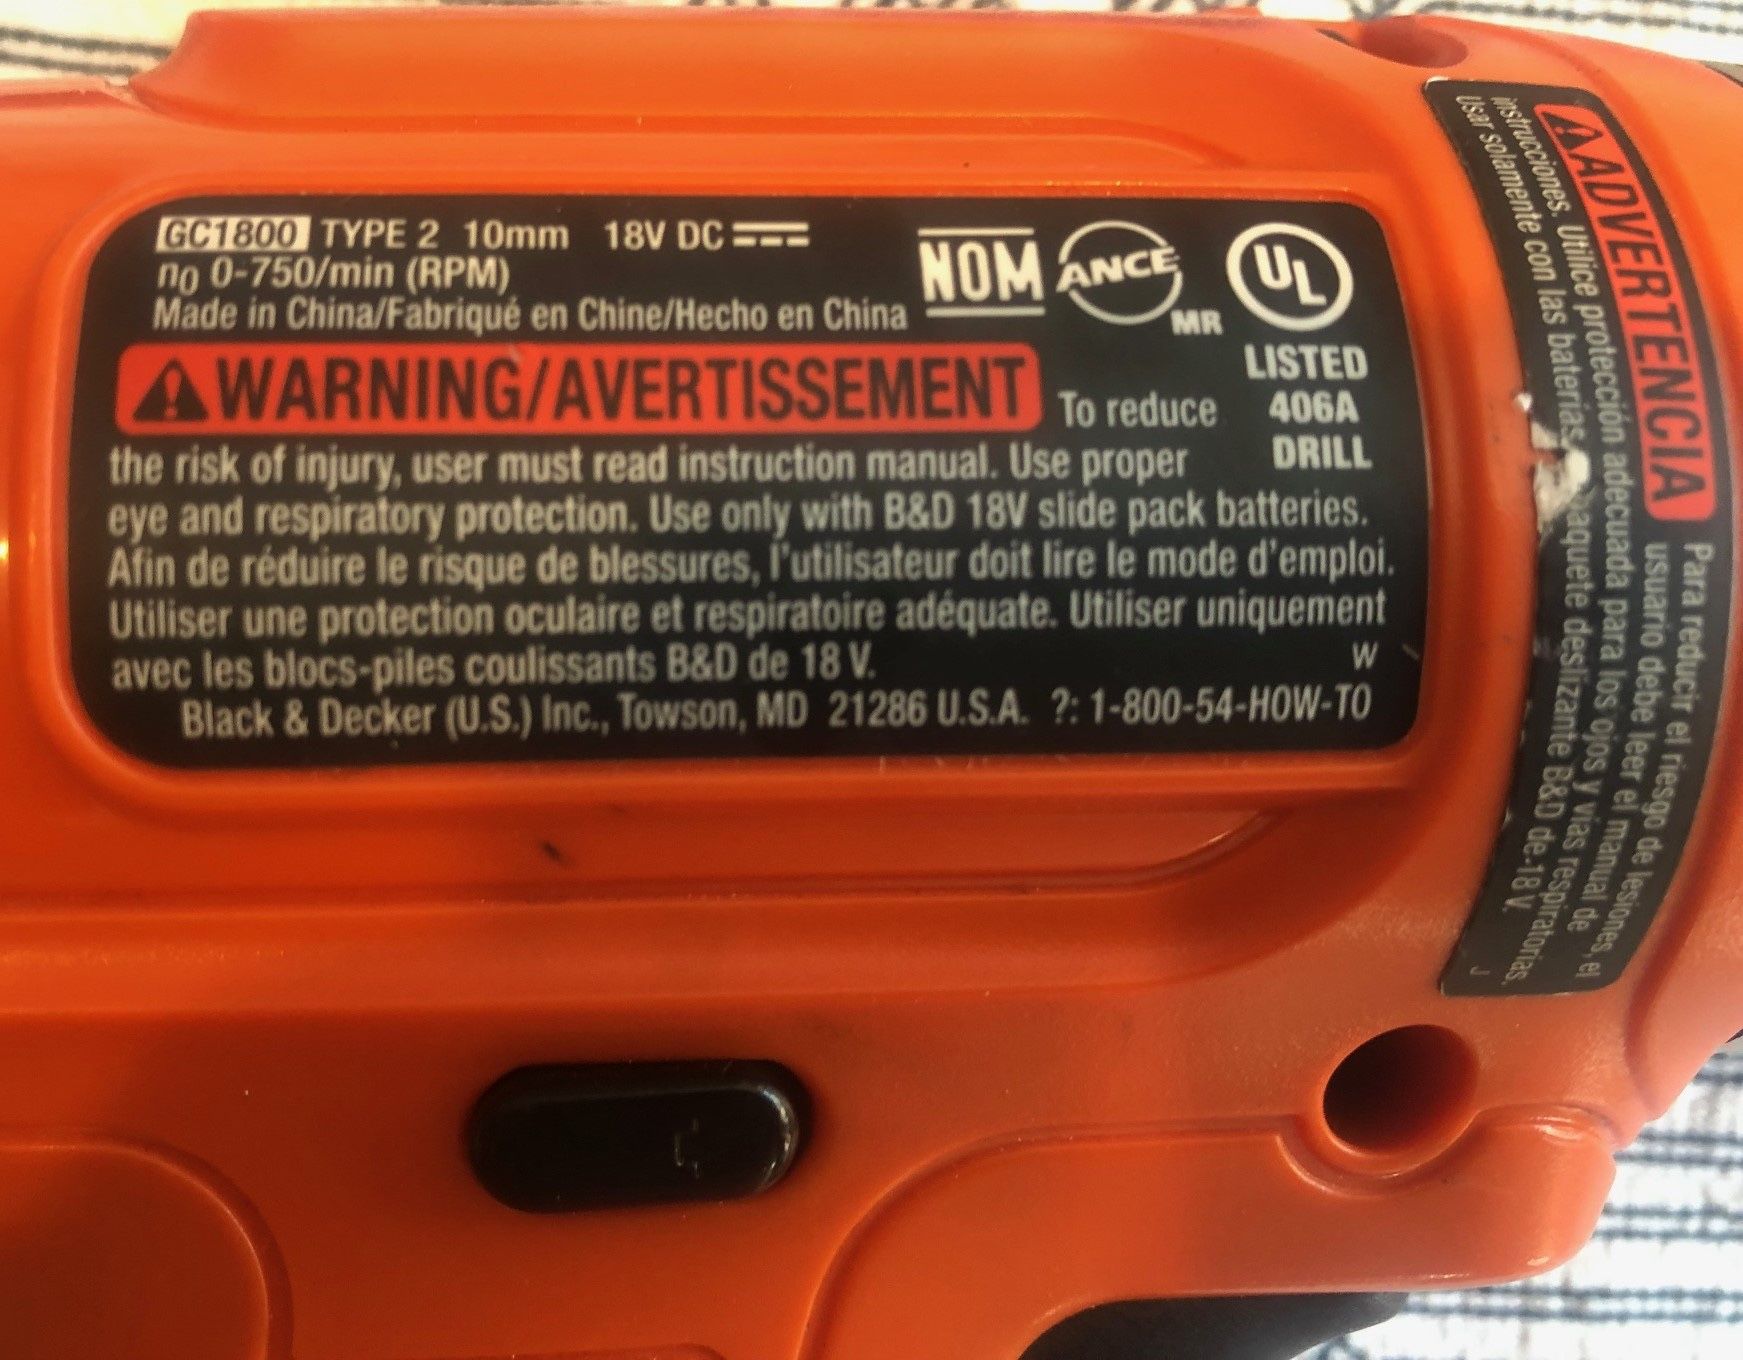 GC1800 TYPE 2 10mm 18V DC
n₀ 0-750/min (RPM)
Made in China/Fabriqué en Chine/Hecho en China
NOM
ANCE
MR
UL
LISTED
406A
DRILL
WARNING/AVERTISSEMENT To reduce
the risk of injury, user must read instruction manual. Use proper
eye and respiratory protection. Use only with B&D 18V slide pack batteries.
Afin de réduire le risque de blessures, l'utilisateur doit lire le mode d'emploi.
Utiliser une protection oculaire et respiratoire adéquate. Utiliser uniquement
avec les blocs-piles coulissants B&D de 18 V.
W
Black & Decker (U.S.) Inc., Towson, MD 21286 U.S.A. ?: 1-800-54-HOW-TO
ADVERTENCIA Para reducir el riesgo de lesiones, el
usuario debe leer el manual de
instrucciones. Utilice protección adecuada para los ojos y vias respiratorias.
Usar solamente con las baterias paquete deslizante B&D de 18 V.
J